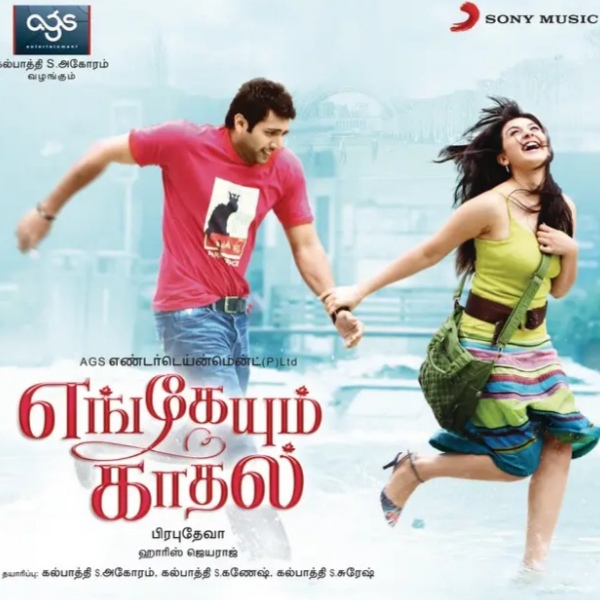 ags
entertainment
SONY MUSIC
கல்பாத்தி S.அகோரம்
வழங்கும்
AGS எண்டர்டெய்ன்மெண்ட்(P)Ltd
எங்கேயும்
காதல்
பிரபுதேவா
ஹாரிஸ் ஜெயராஜ்
தயாரிப்பு: கல்பாத்தி S.அகோரம். கல்பாத்தி S.கணேஷ். கல்பாத்தி S.சுரேஷ்